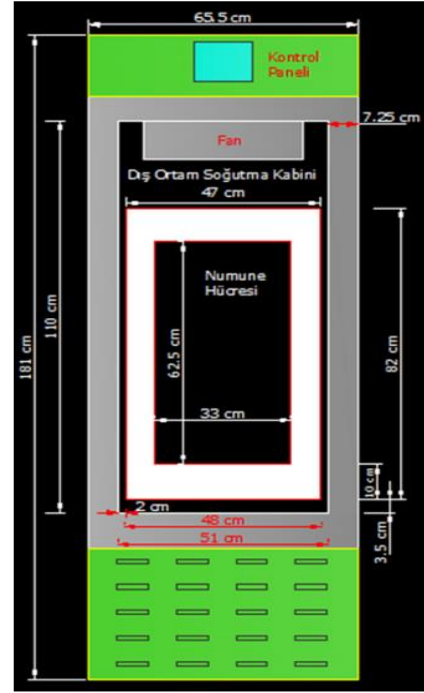 65.5 cm
Kontrol
Paneli
7.25 cm
Fan
Dış Ortam Soğutma Kabini
47 cm
Numune
Hücresi
110 cm
181 cm
62.5 cm
82 cm
33 cm
10 cm
2 cm
48 cm
51 cm
3.5 cm